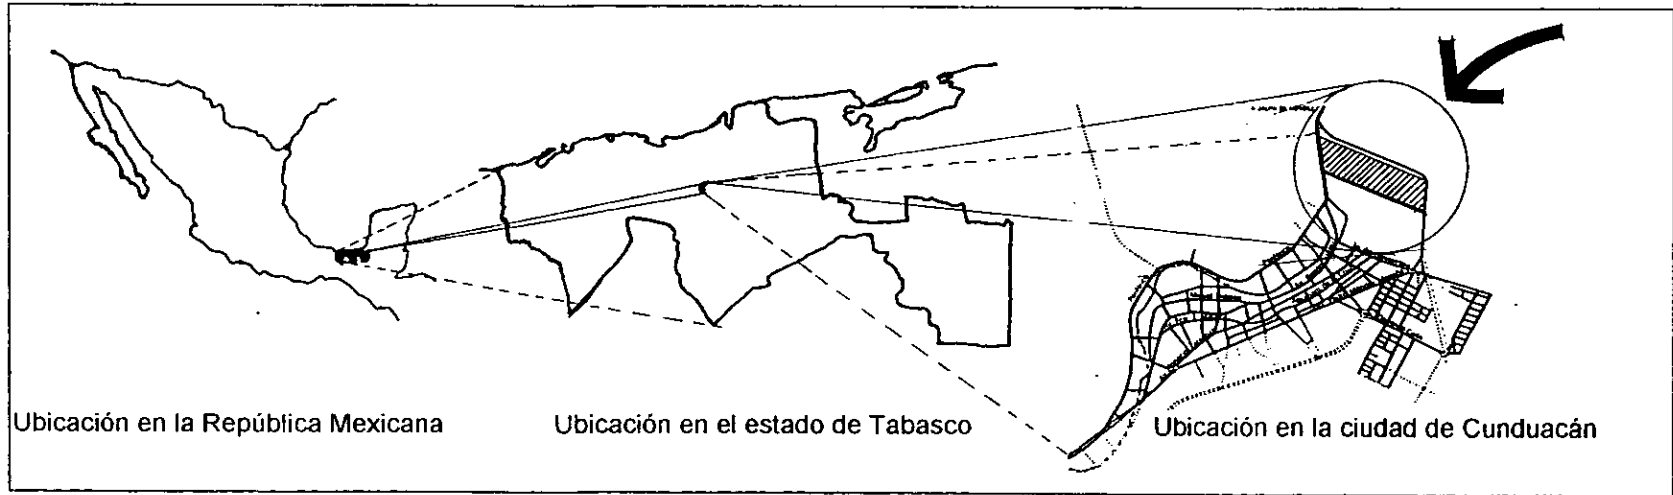 Ubicación en la República Mexicana
Ubicación en el estado de Tabasco
Ubicación en la ciudad de Cunduacán